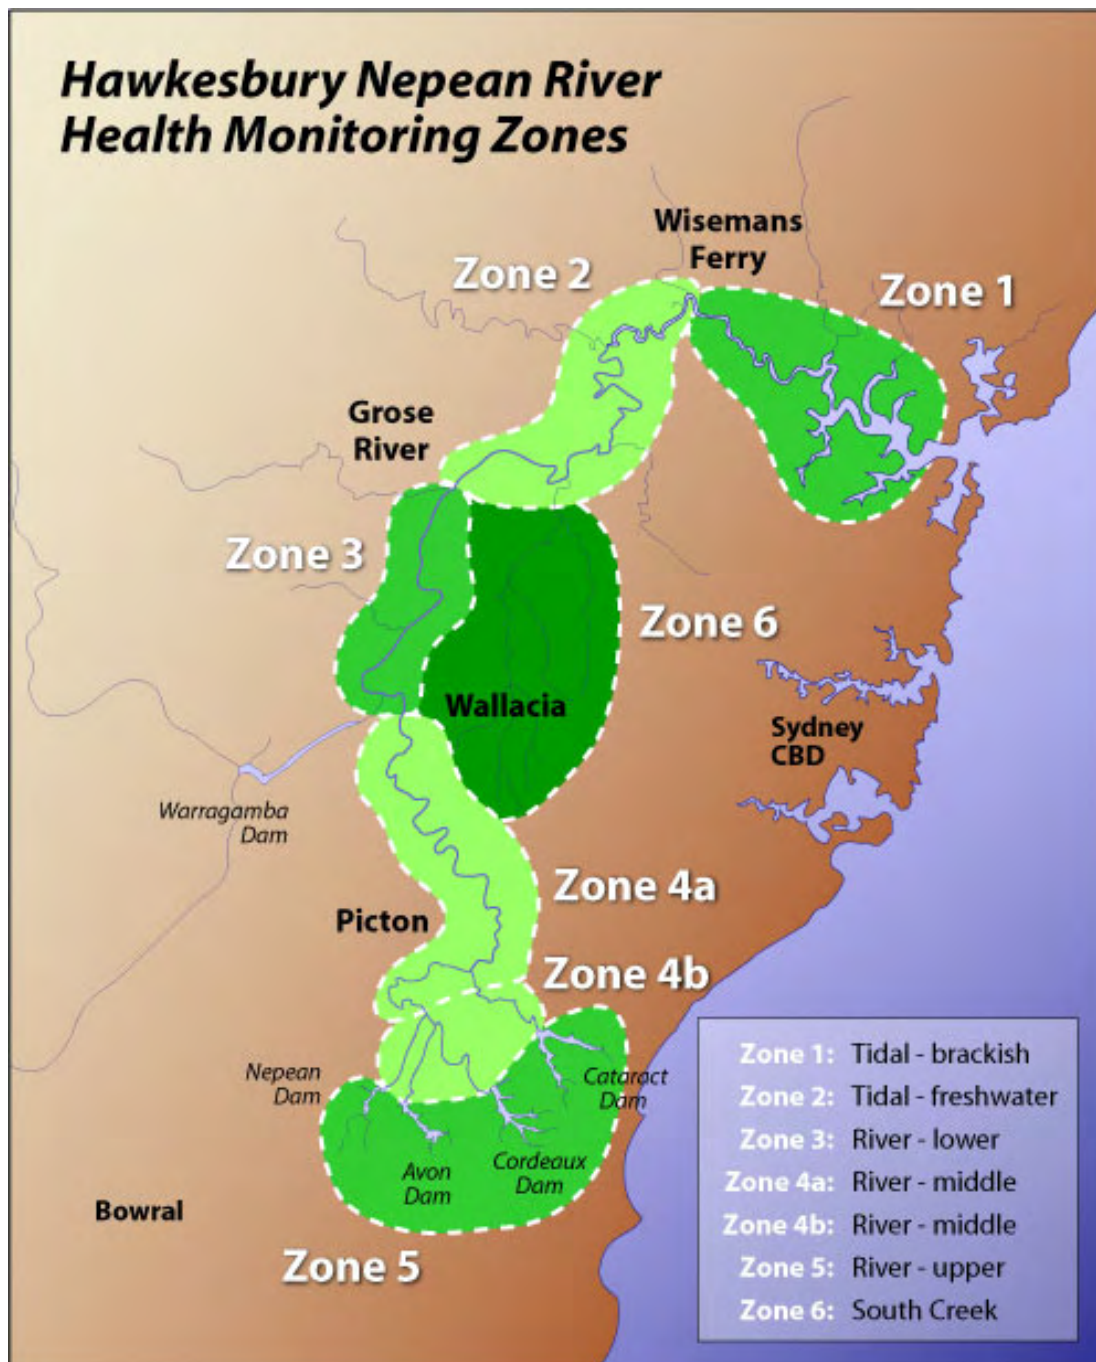 Hawkesbury Nepean River
Health Monitoring Zones
Wisemans
Ferry
Zone 2
Zone 1
Grose
River
Zone 3
Zone 6
Wallacia
Sydney
CBD
Warragamba
Dam
Zone 4a
Picton
Zone 4b
Nepean
Dam
Cataract
Dam
Avon
Dam
Cordeaux
Dam
Bowral
Zone 5
Zone 1: Tidal - brackish
Zone 2: Tidal - freshwater
Zone 3: River - lower
Zone 4a: River - middle
Zone 4b: River - middle
Zone 5: River - upper
Zone 6: South Creek